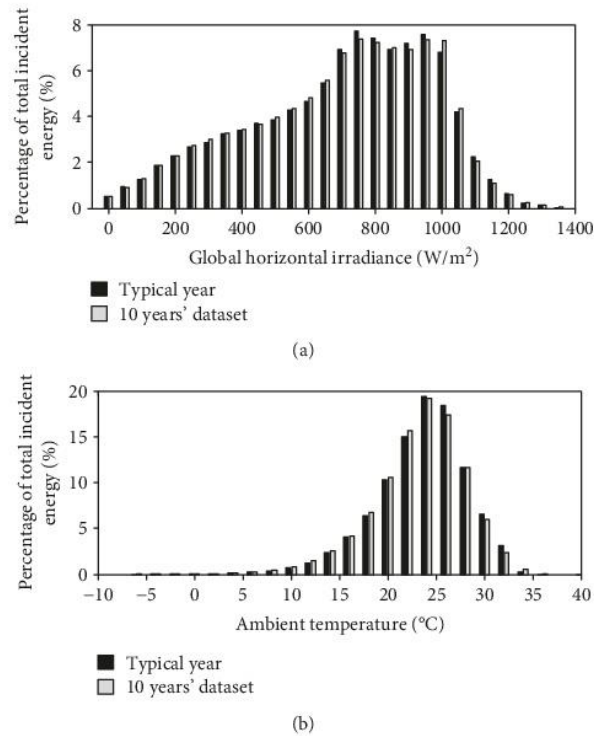 Percentage of total incident
energy (%)
8
6
4
2
0
0 200 400 600 800 1000 1200 1400
Global horizontal irradiance (W/m²)
Typical year
10 years' dataset
(a)
Percentage of total incident
energy (%)
20
15
10
5
0
−10 −5 0 5 10 15 20 25 30 35 40
Ambient temperature (°C)
Typical year
10 years' dataset
(b)